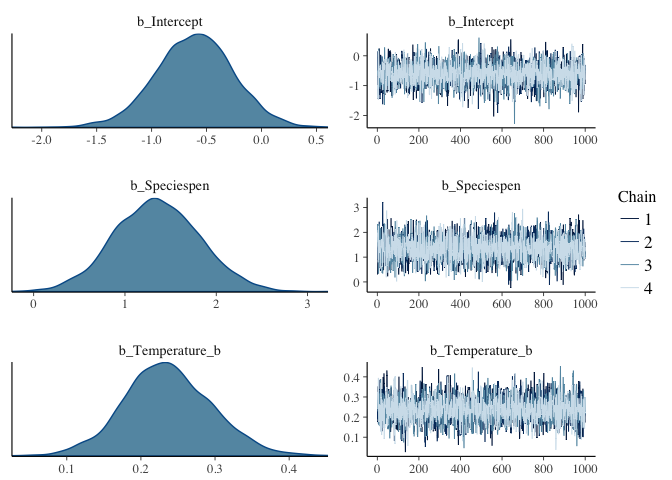 b_Intercept
-2.0 -1.5 -1.0 -0.5 0.0 0.5
b_Intercept
0
-1
-2
0 200 400 600 800 1000
b_Speciespen
0 1 2 3
b_Speciespen
3
2
1
0
0 200 400 600 800 1000
b_Temperature_b
0.1 0.2 0.3 0.4
b_Temperature_b
0.4
0.3
0.2
0.1
0 200 400 600 800 1000
Chain
1
2
3
4